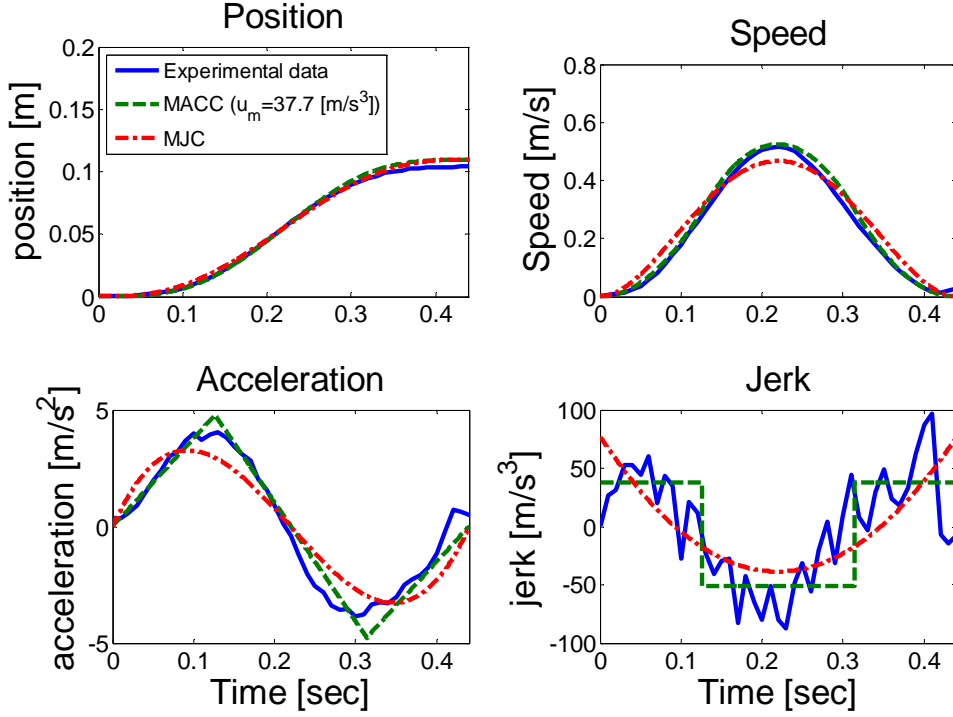 Position
position [m]
0.2
0.15
0.1
0.05
0
Experimental data
MACC (u_m=37.7 [m/s^3])
MJC
0 0.1 0.2 0.3 0.4
Speed
Speed [m/s]
0.8
0.6
0.4
0.2
0
0 0.1 0.2 0.3 0.4
Acceleration
acceleration [m/s²]
5
0
-5
0 0.1 0.2 0.3 0.4
Time [sec]
Jerk
jerk [m/s³]
100
50
0
-50
-100
0 0.1 0.2 0.3 0.4
Time [sec]